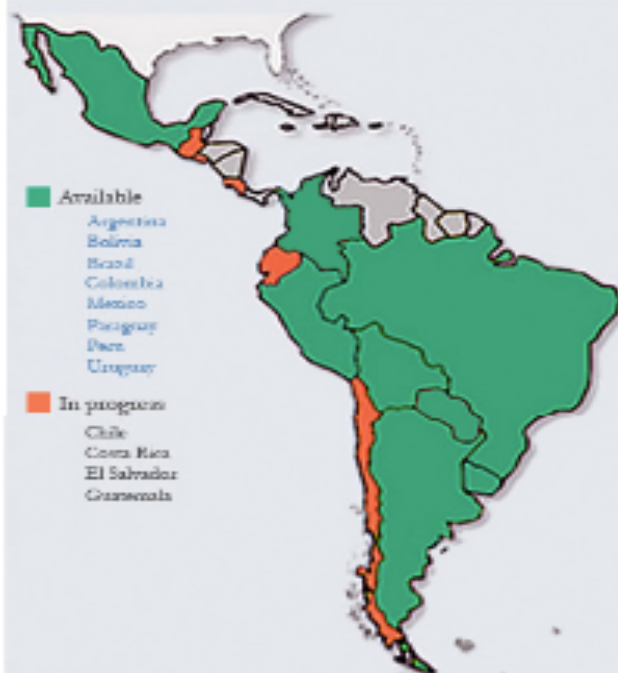 Available
Argentina
Bolivia
Brazil
Colombia
Mexico
Paraguay
Peru
Uruguay
In progress
Chile
Costa Rica
El Salvador
Guatemala